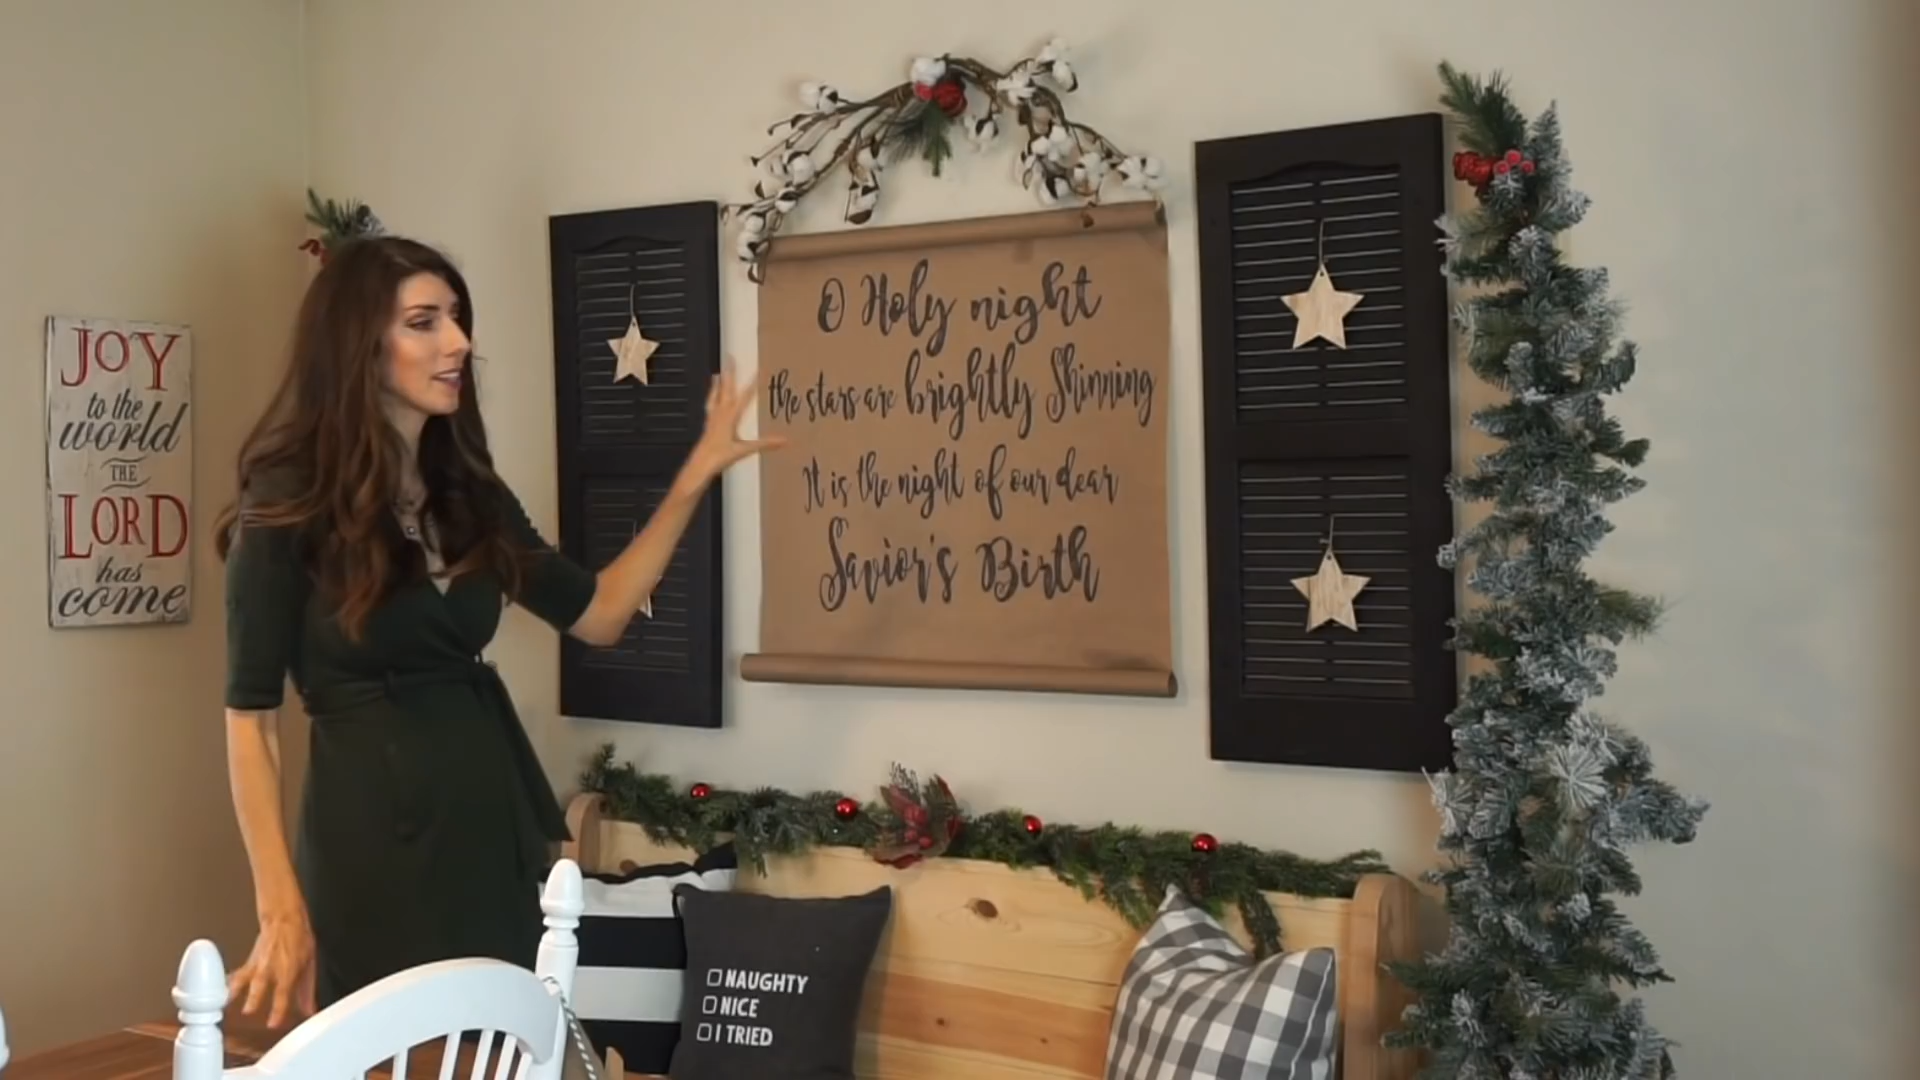 JOY
to the
world
THE
LORD
has
come
O Holy night
the stars are brightly Shinning
It is the night of our dear
Savior's Birth
NAUGHTY
NICE
I TRIED